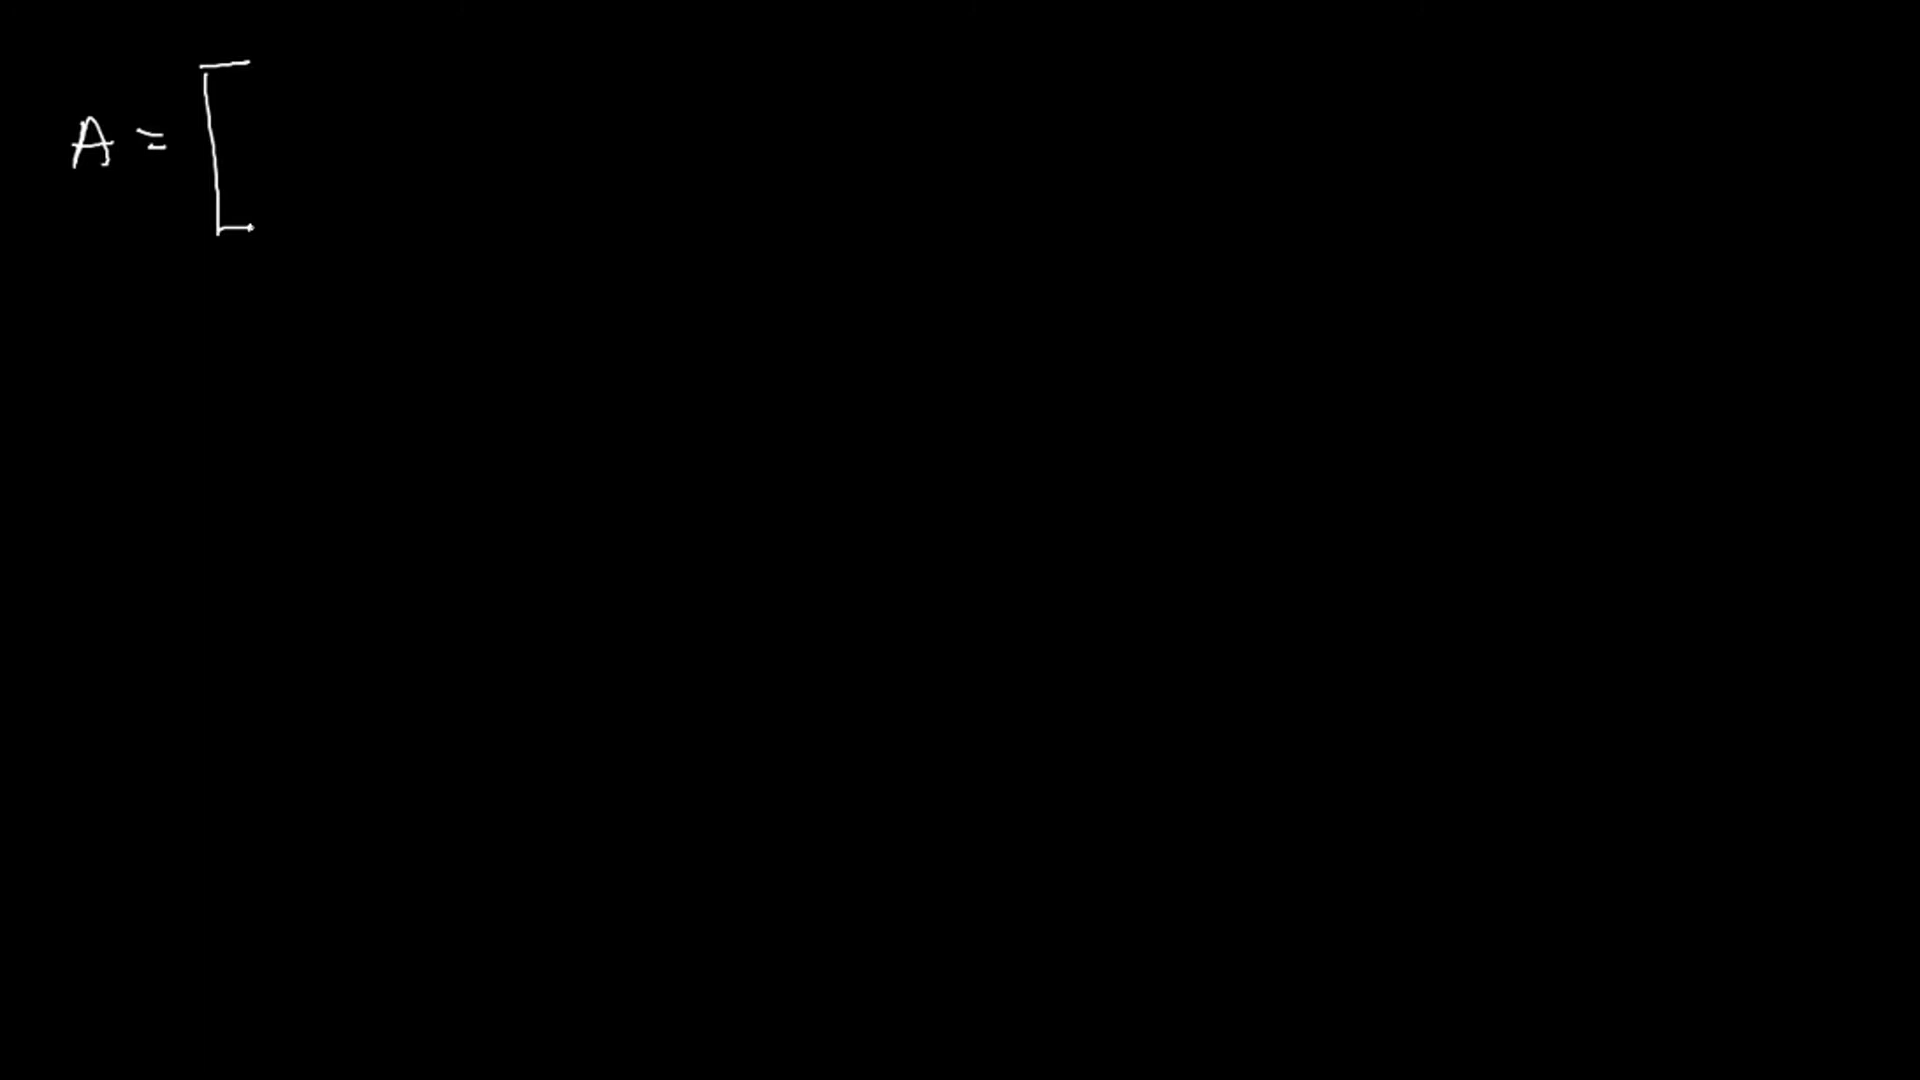 A = [